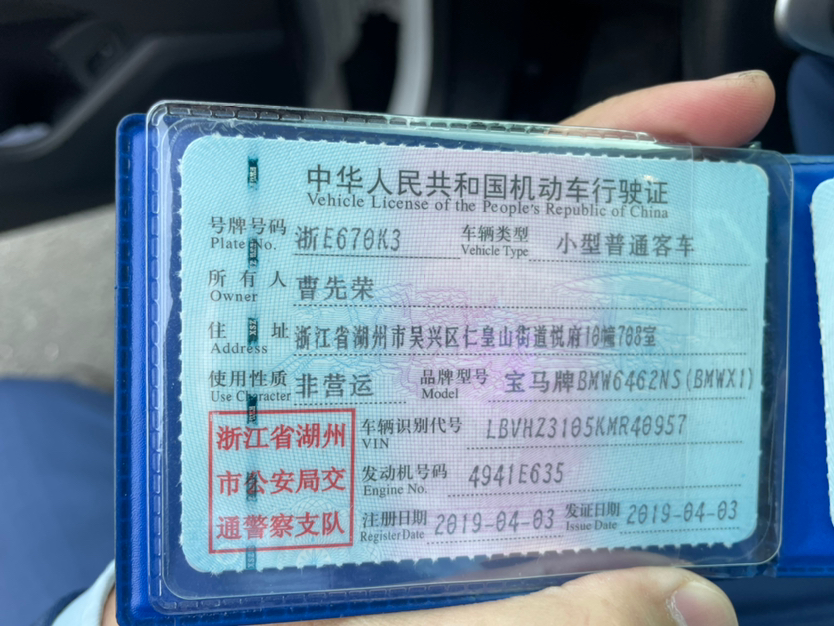 中华人民共和国机动车行驶证
Vehicle License of the People's Republic of China
号牌号码 浙E670K3 车辆类型 小型普通客车
Plate No. Vehicle Type
所有人 曹先荣
Owner
住址 浙江省湖州市吴兴区仁皇山街道悦府10幢708室
Address
使用性质 非营运 品牌型号 宝马牌BMW6462NS(BMWX1)
Use Character Model
浙江省湖州
市公安局交
通警察支队
车辆识别代号 LBVHZ3105KMR40957
VIN
发动机号码 4941E635
Engine No.
注册日期 2019-04-03 发证日期 2019-04-03
Register Date Issue Date